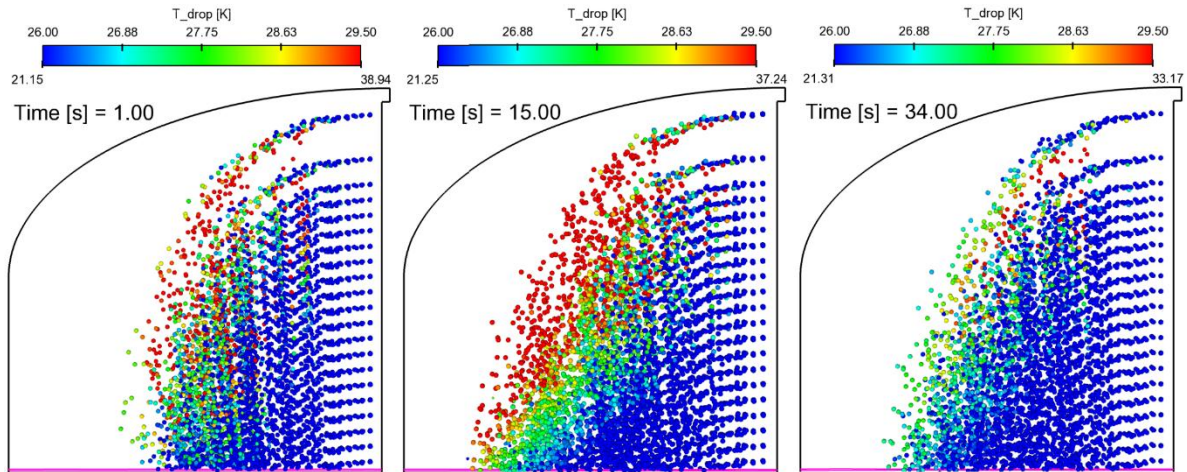 T_drop [K]
26.00 26.88 27.75 28.63 29.50
21.15 38.94
Time [s] = 1.00
T_drop [K]
26.00 26.88 27.75 28.63 29.50
21.25 37.24
Time [s] = 15.00
T_drop [K]
26.00 26.88 27.75 28.63 29.50
21.31 33.17
Time [s] = 34.00